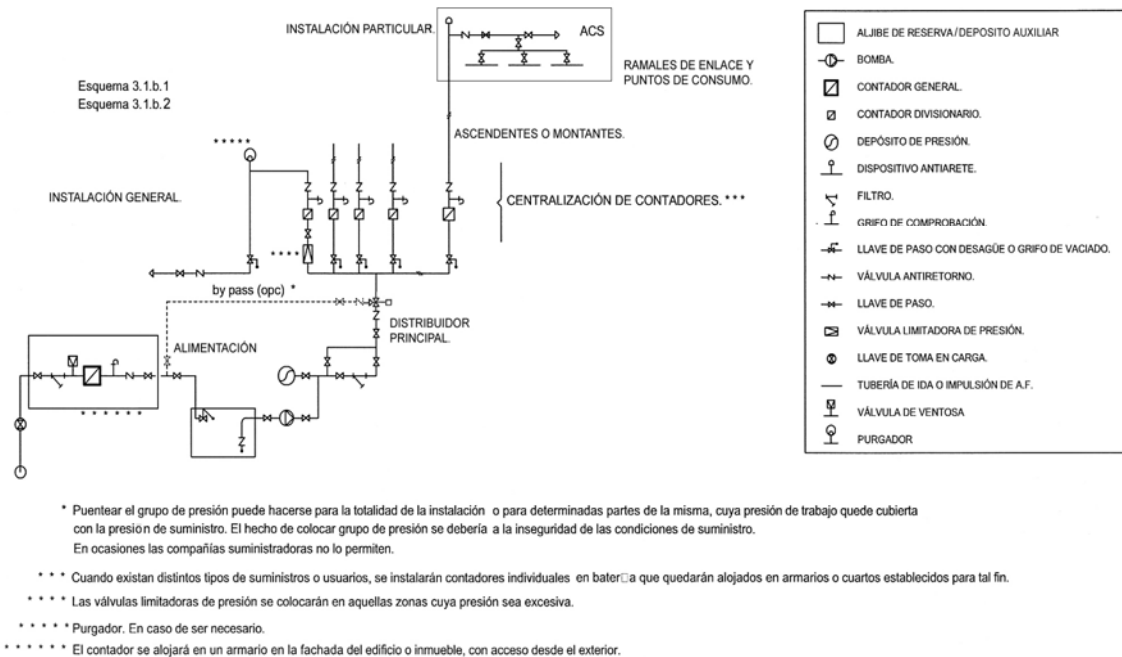 INSTALACIÓN PARTICULAR.
ACS
RAMALES DE ENLACE Y
PUNTOS DE CONSUMO.
Esquema 3.1.b.1
Esquema 3.1.b.2
* * * * *
ASCENDENTES O MONTANTES.
INSTALACIÓN GENERAL.
CENTRALIZACIÓN DE CONTADORES. * * *
* * * *
by pass (opc) *
DISTRIBUIDOR
PRINCIPAL.
ALIMENTACIÓN
* * * * * *
ALJIBE DE RESERVA/DEPOSITO AUXILIAR
BOMBA.
CONTADOR GENERAL.
CONTADOR DIVISIONARIO.
DEPÓSITO DE PRESIÓN.
DISPOSITIVO ANTIARETE.
FILTRO.
GRIFO DE COMPROBACIÓN.
LLAVE DE PASO CON DESAGÜE O GRIFO DE VACIADO.
VÁLVULA ANTIRETORNO.
LLAVE DE PASO.
VÁLVULA LIMITADORA DE PRESIÓN.
LLAVE DE TOMA EN CARGA.
TUBERÍA DE IDA O IMPULSIÓN DE A.F.
VÁLVULA DE VENTOSA
PURGADOR
* Puentear el grupo de presión puede hacerse para la totalidad de la instalación o para determinadas partes de la misma, cuya presión de trabajo quede cubierta
con la presión de suministro. El hecho de colocar grupo de presión se debería a la inseguridad de las condiciones de suministro.
En ocasiones las compañías suministradoras no lo permiten.
* * * Cuando existan distintos tipos de suministros o usuarios, se instalarán contadores individuales en bater□a que quedarán alojados en armarios o cuartos establecidos para tal fin.
* * * * Las válvulas limitadoras de presión se colocarán en aquellas zonas cuya presión sea excesiva.
* * * * * Purgador. En caso de ser necesario.
* * * * * * El contador se alojará en un armario en la fachada del edificio o inmueble, con acceso desde el exterior.